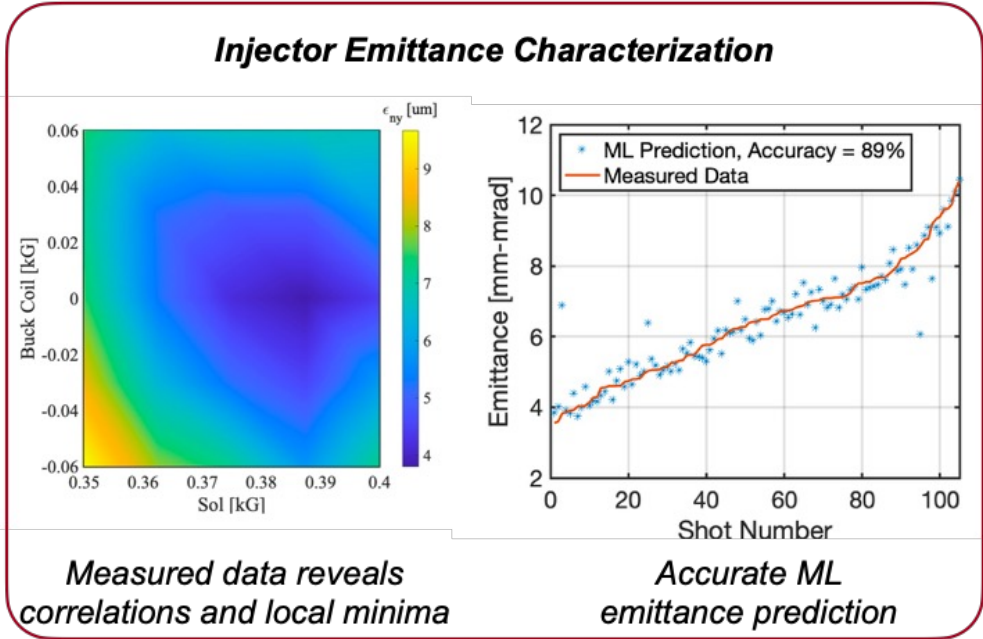 Injector Emittance Characterization
ϵny [um]
0.06
0.04
0.02
0
-0.02
-0.04
-0.06
Buck Coil [kG]
0.35 0.36 0.37 0.38 0.39 0.4
Sol [kG]
9
8
7
6
5
4
12
10
8
6
4
2
Emittance [mm-mrad]
ML Prediction, Accuracy = 89%
Measured Data
0 20 40 60 80 100
Shot Number
Measured data reveals
correlations and local minima
Accurate ML
emittance prediction